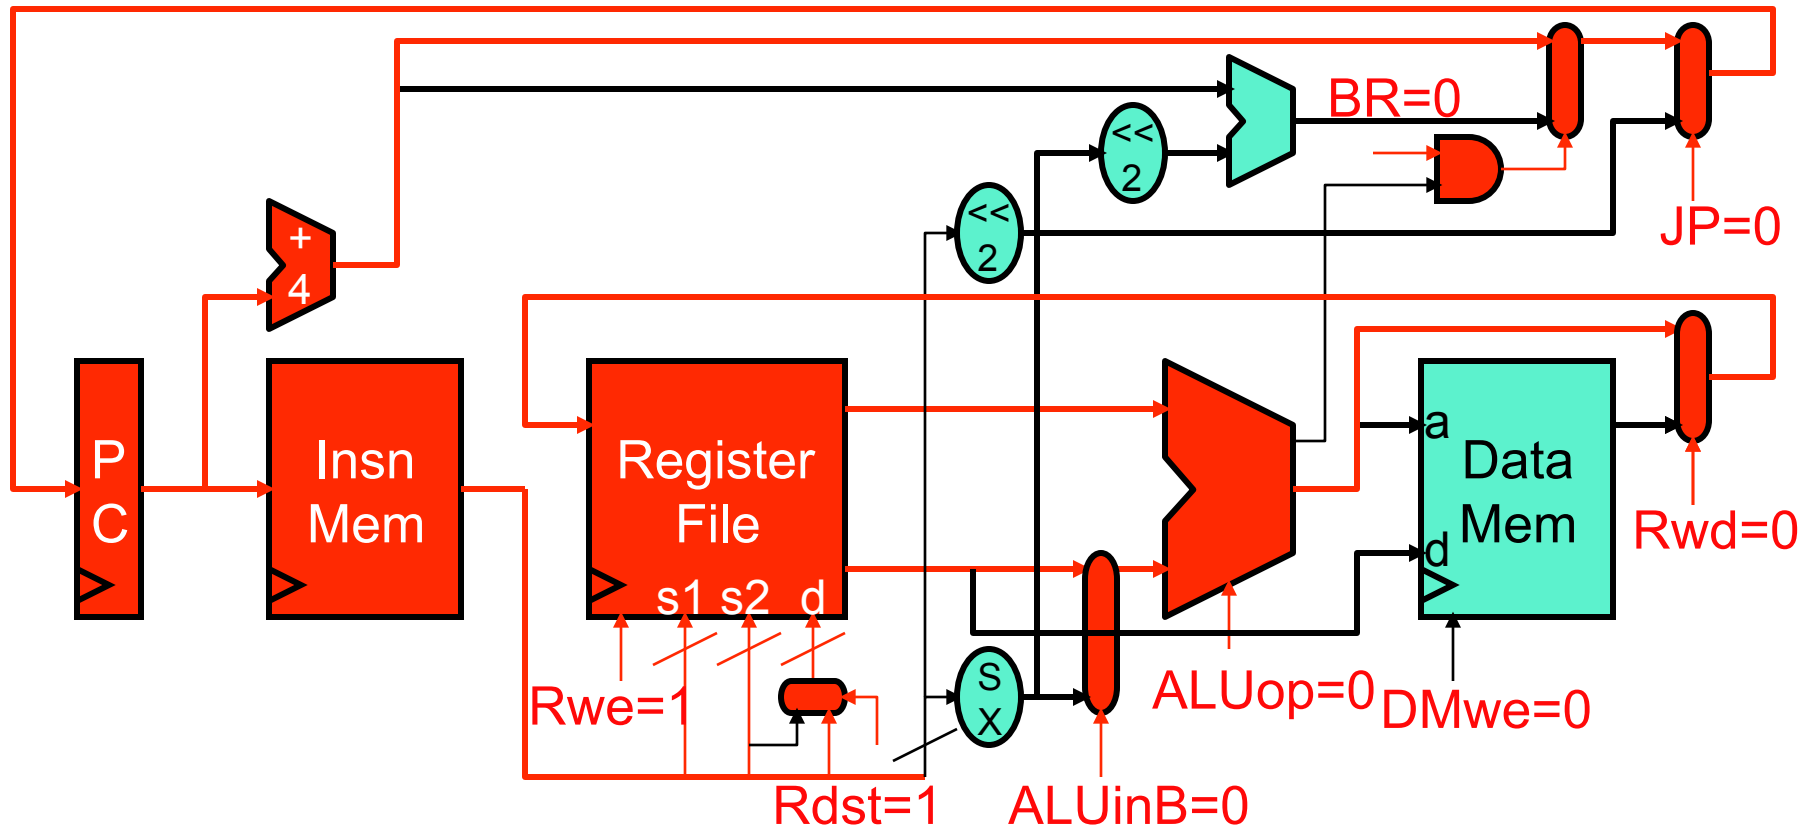 BR=0
<<
2
<<
2
JP=0
+
4
P
C
Insn
Mem
Register
File
s1 s2 d
a
d
Data
Mem
Rwd=0
Rwe=1
S
X
ALUop=0
DMwe=0
Rdst=1
ALUinB=0